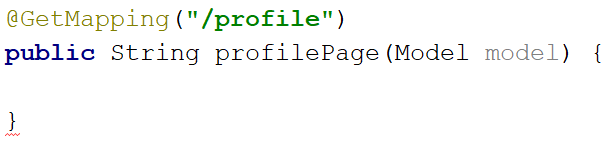 @GetMapping("/profile")
public String profilePage(Model model) {
}